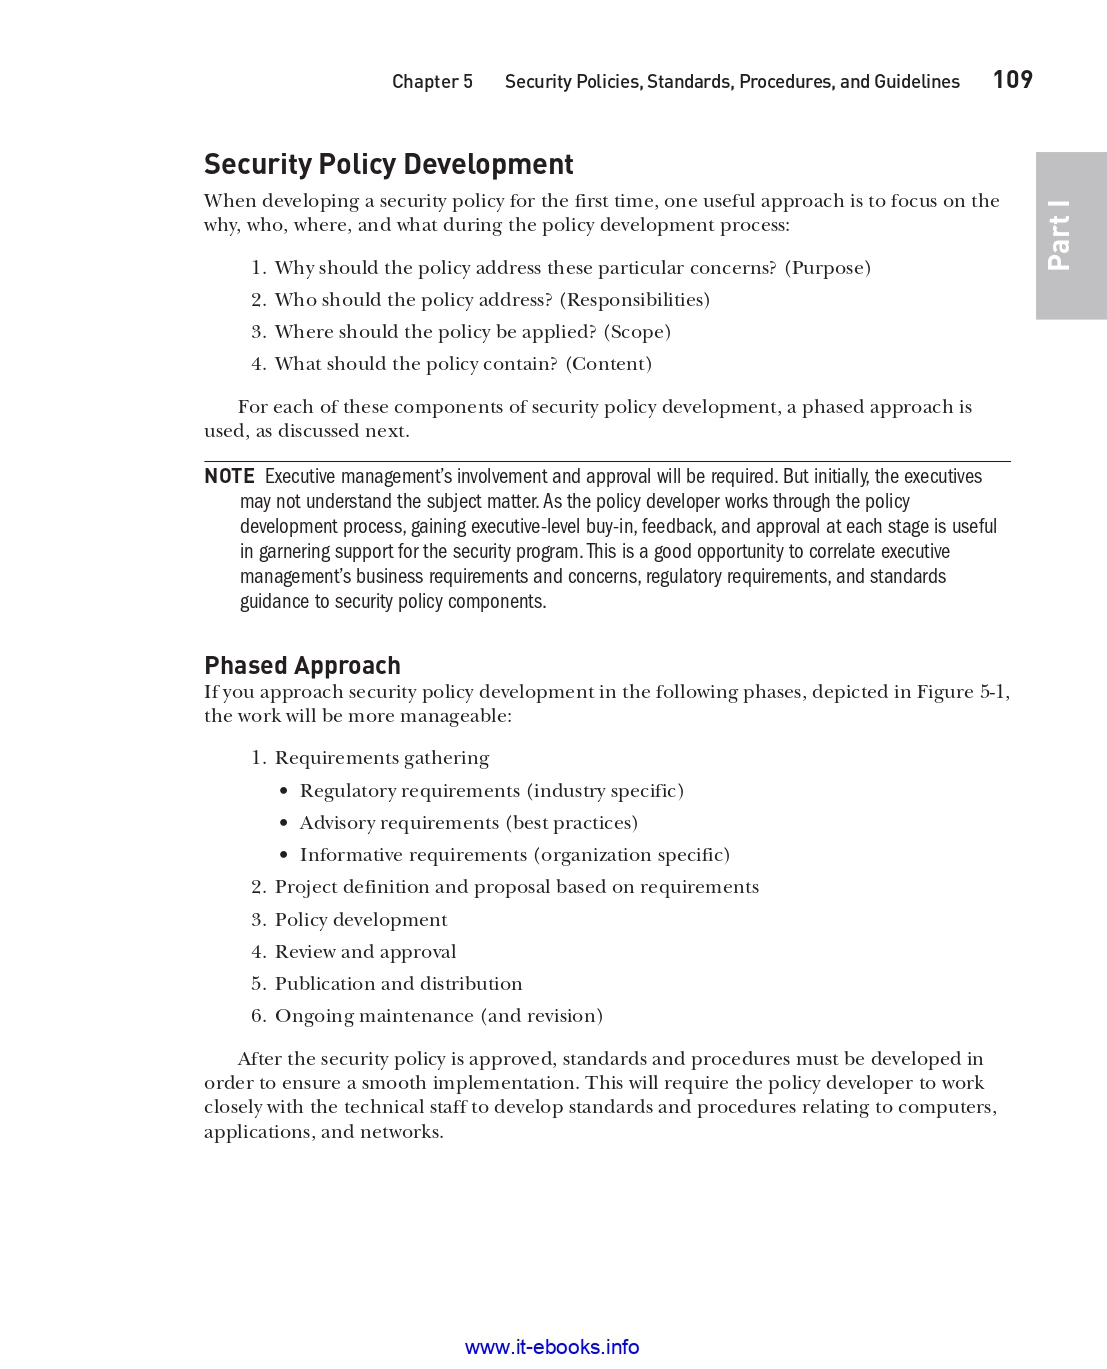 Chapter 5 Security Policies, Standards, Procedures, and Guidelines 109
Part I
Security Policy Development
When developing a security policy for the first time, one useful approach is to focus on the
why, who, where, and what during the policy development process:
1. Why should the policy address these particular concerns? (Purpose)
2. Who should the policy address? (Responsibilities)
3. Where should the policy be applied? (Scope)
4. What should the policy contain? (Content)
For each of these components of security policy development, a phased approach is
used, as discussed next.
NOTE Executive management’s involvement and approval will be required. But initially, the executives
may not understand the subject matter. As the policy developer works through the policy
development process, gaining executive-level buy-in, feedback, and approval at each stage is useful
in garnering support for the security program. This is a good opportunity to correlate executive
management’s business requirements and concerns, regulatory requirements, and standards
guidance to security policy components.
Phased Approach
If you approach security policy development in the following phases, depicted in Figure 5-1,
the work will be more manageable:
1. Requirements gathering
• Regulatory requirements (industry specific)
• Advisory requirements (best practices)
• Informative requirements (organization specific)
2. Project definition and proposal based on requirements
3. Policy development
4. Review and approval
5. Publication and distribution
6. Ongoing maintenance (and revision)
After the security policy is approved, standards and procedures must be developed in
order to ensure a smooth implementation. This will require the policy developer to work
closely with the technical staff to develop standards and procedures relating to computers,
applications, and networks.
www.it-ebooks.info